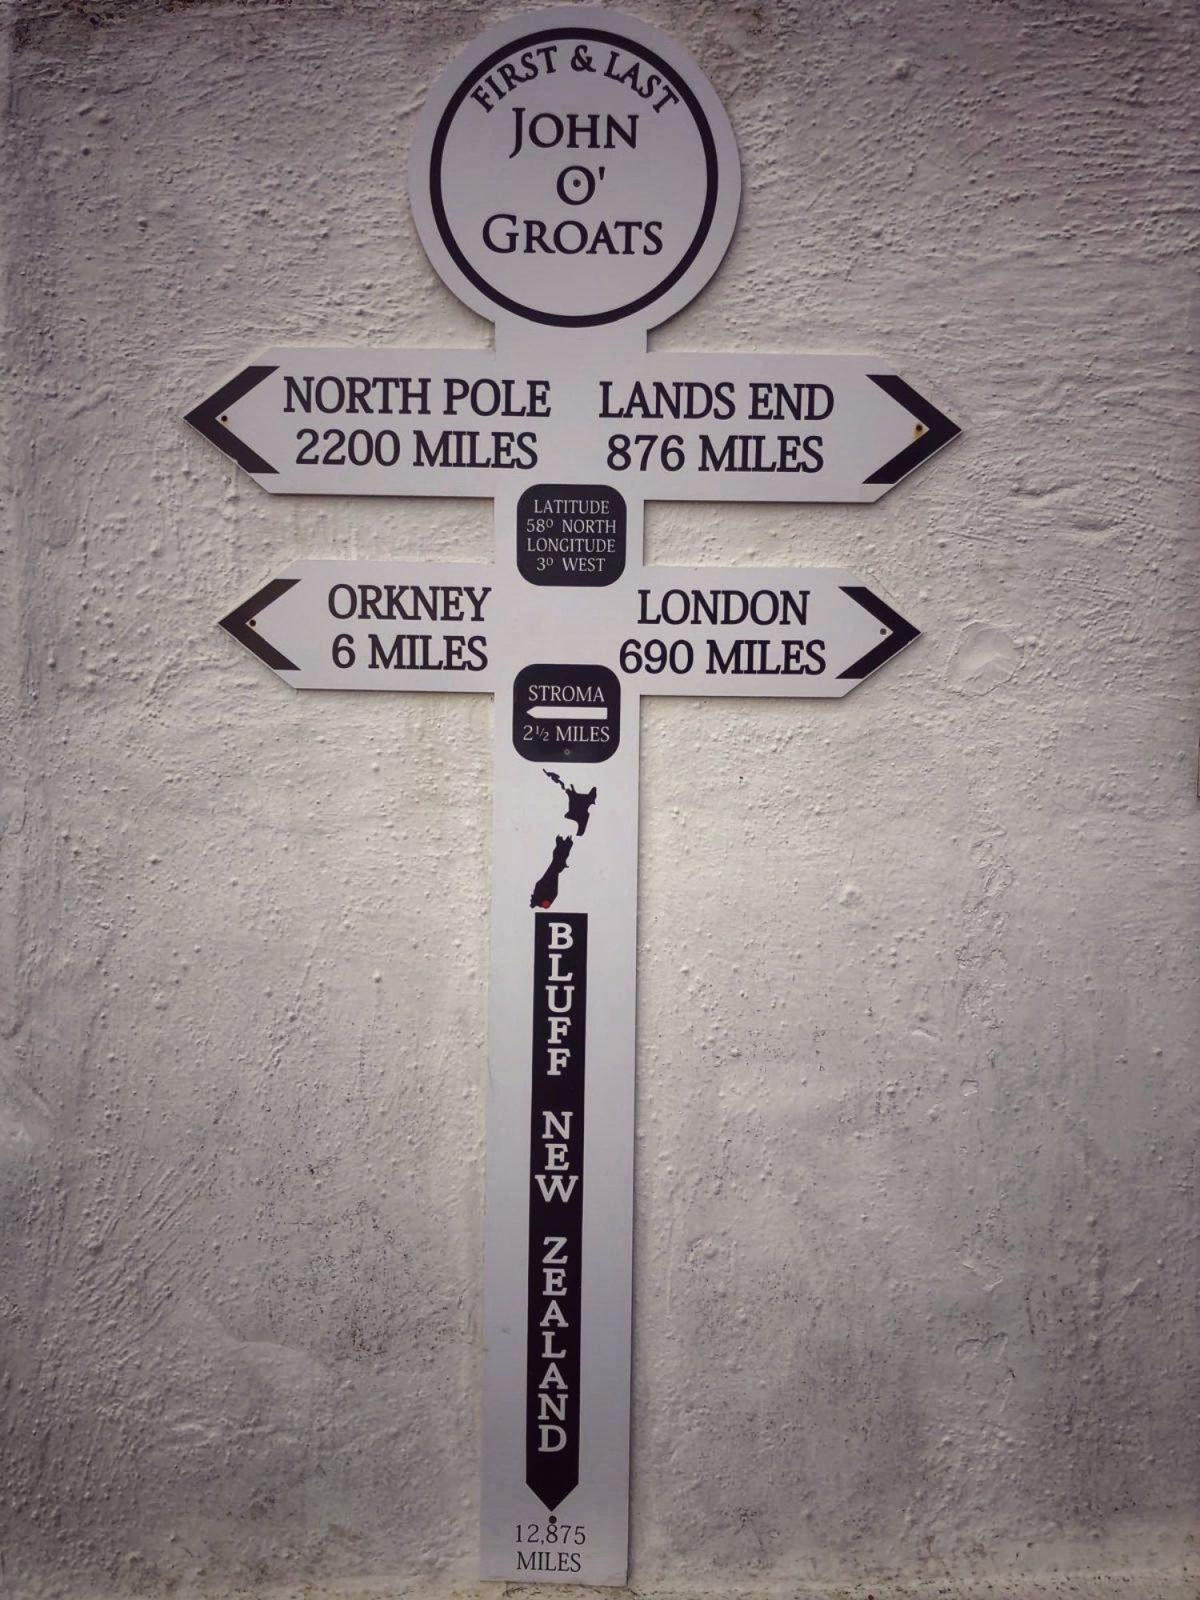 FIRST & LAST
JOHN
O'
GROATS
NORTH POLE
2200 MILES
LANDS END
876 MILES
LATITUDE
58º NORTH
LONGITUDE
3º WEST
ORKNEY
6 MILES
LONDON
690 MILES
STROMA
2½ MILES
BLUFF NEW ZEALAND
12,875
MILES